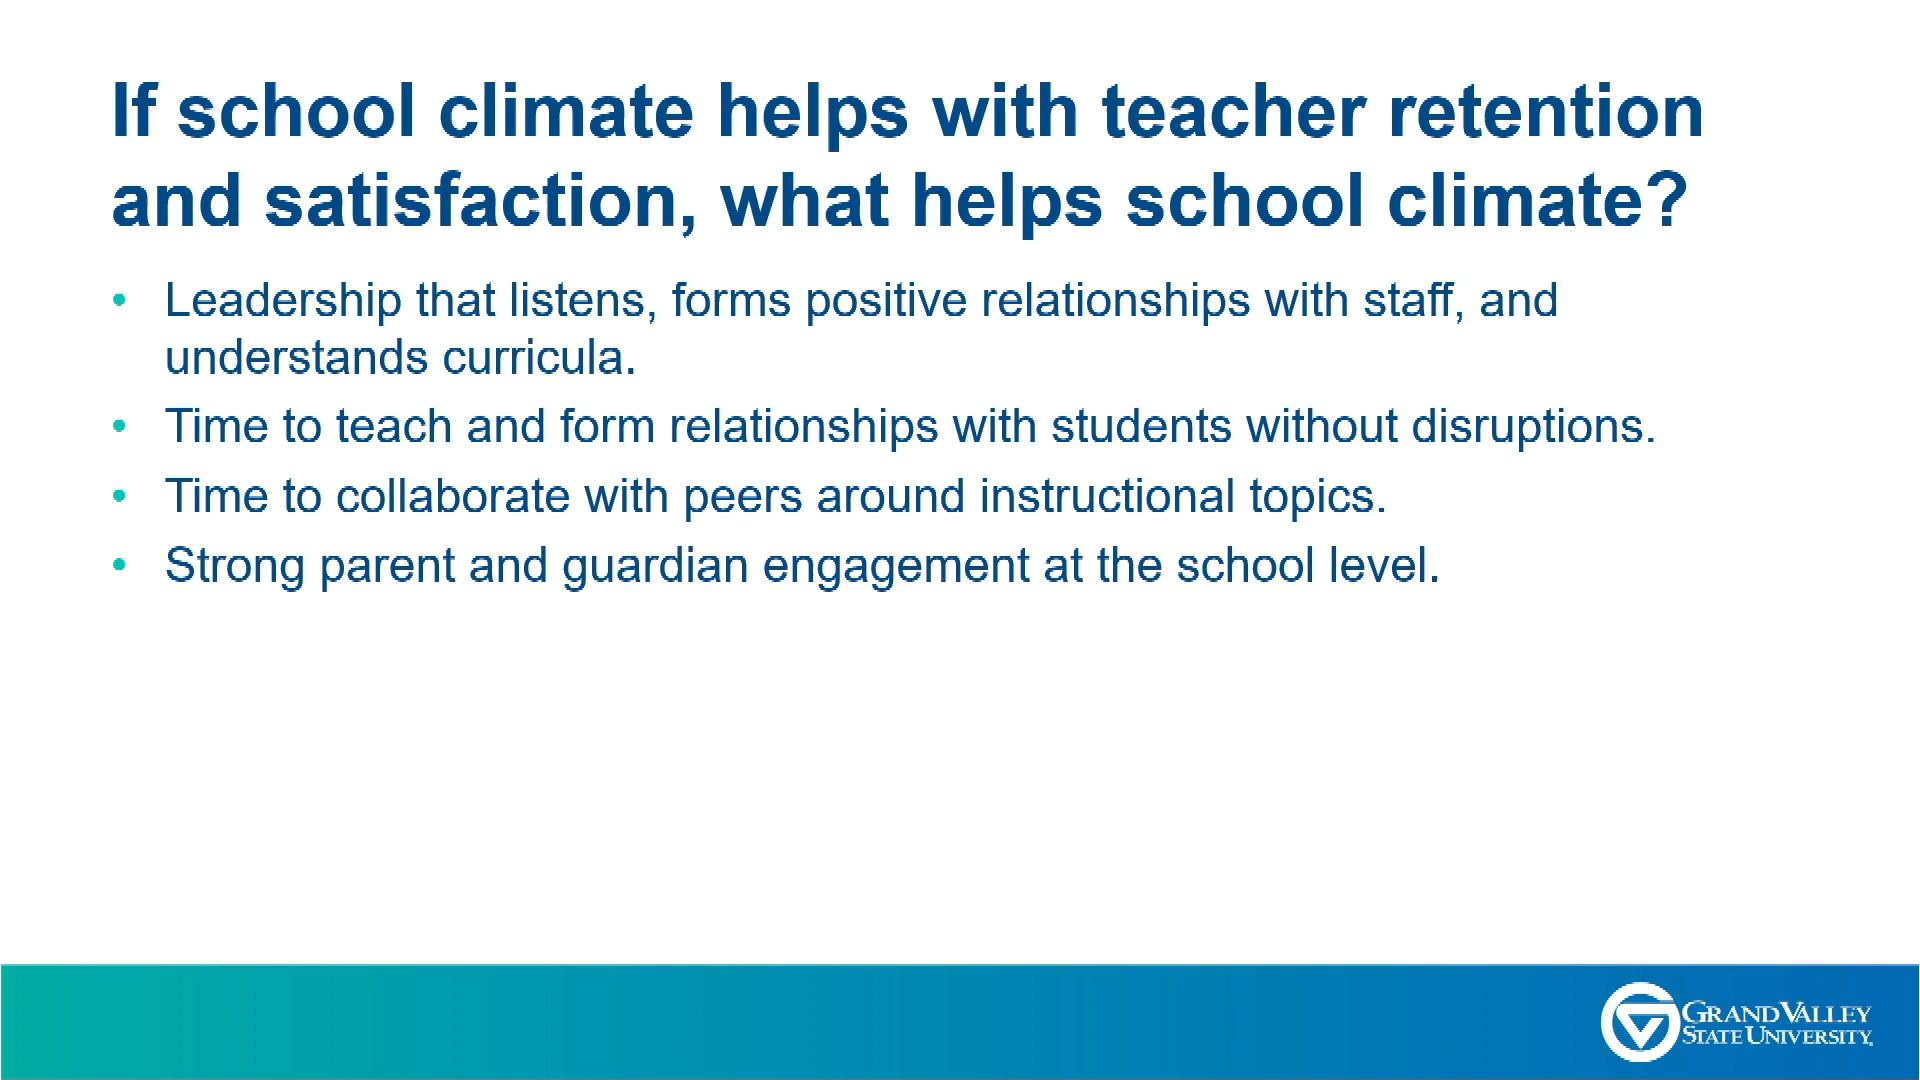 If school climate helps with teacher retention
and satisfaction, what helps school climate?
• Leadership that listens, forms positive relationships with staff, and
understands curricula.
• Time to teach and form relationships with students without disruptions.
• Time to collaborate with peers around instructional topics.
• Strong parent and guardian engagement at the school level.
GRAND VALLEY
STATE UNIVERSITY.